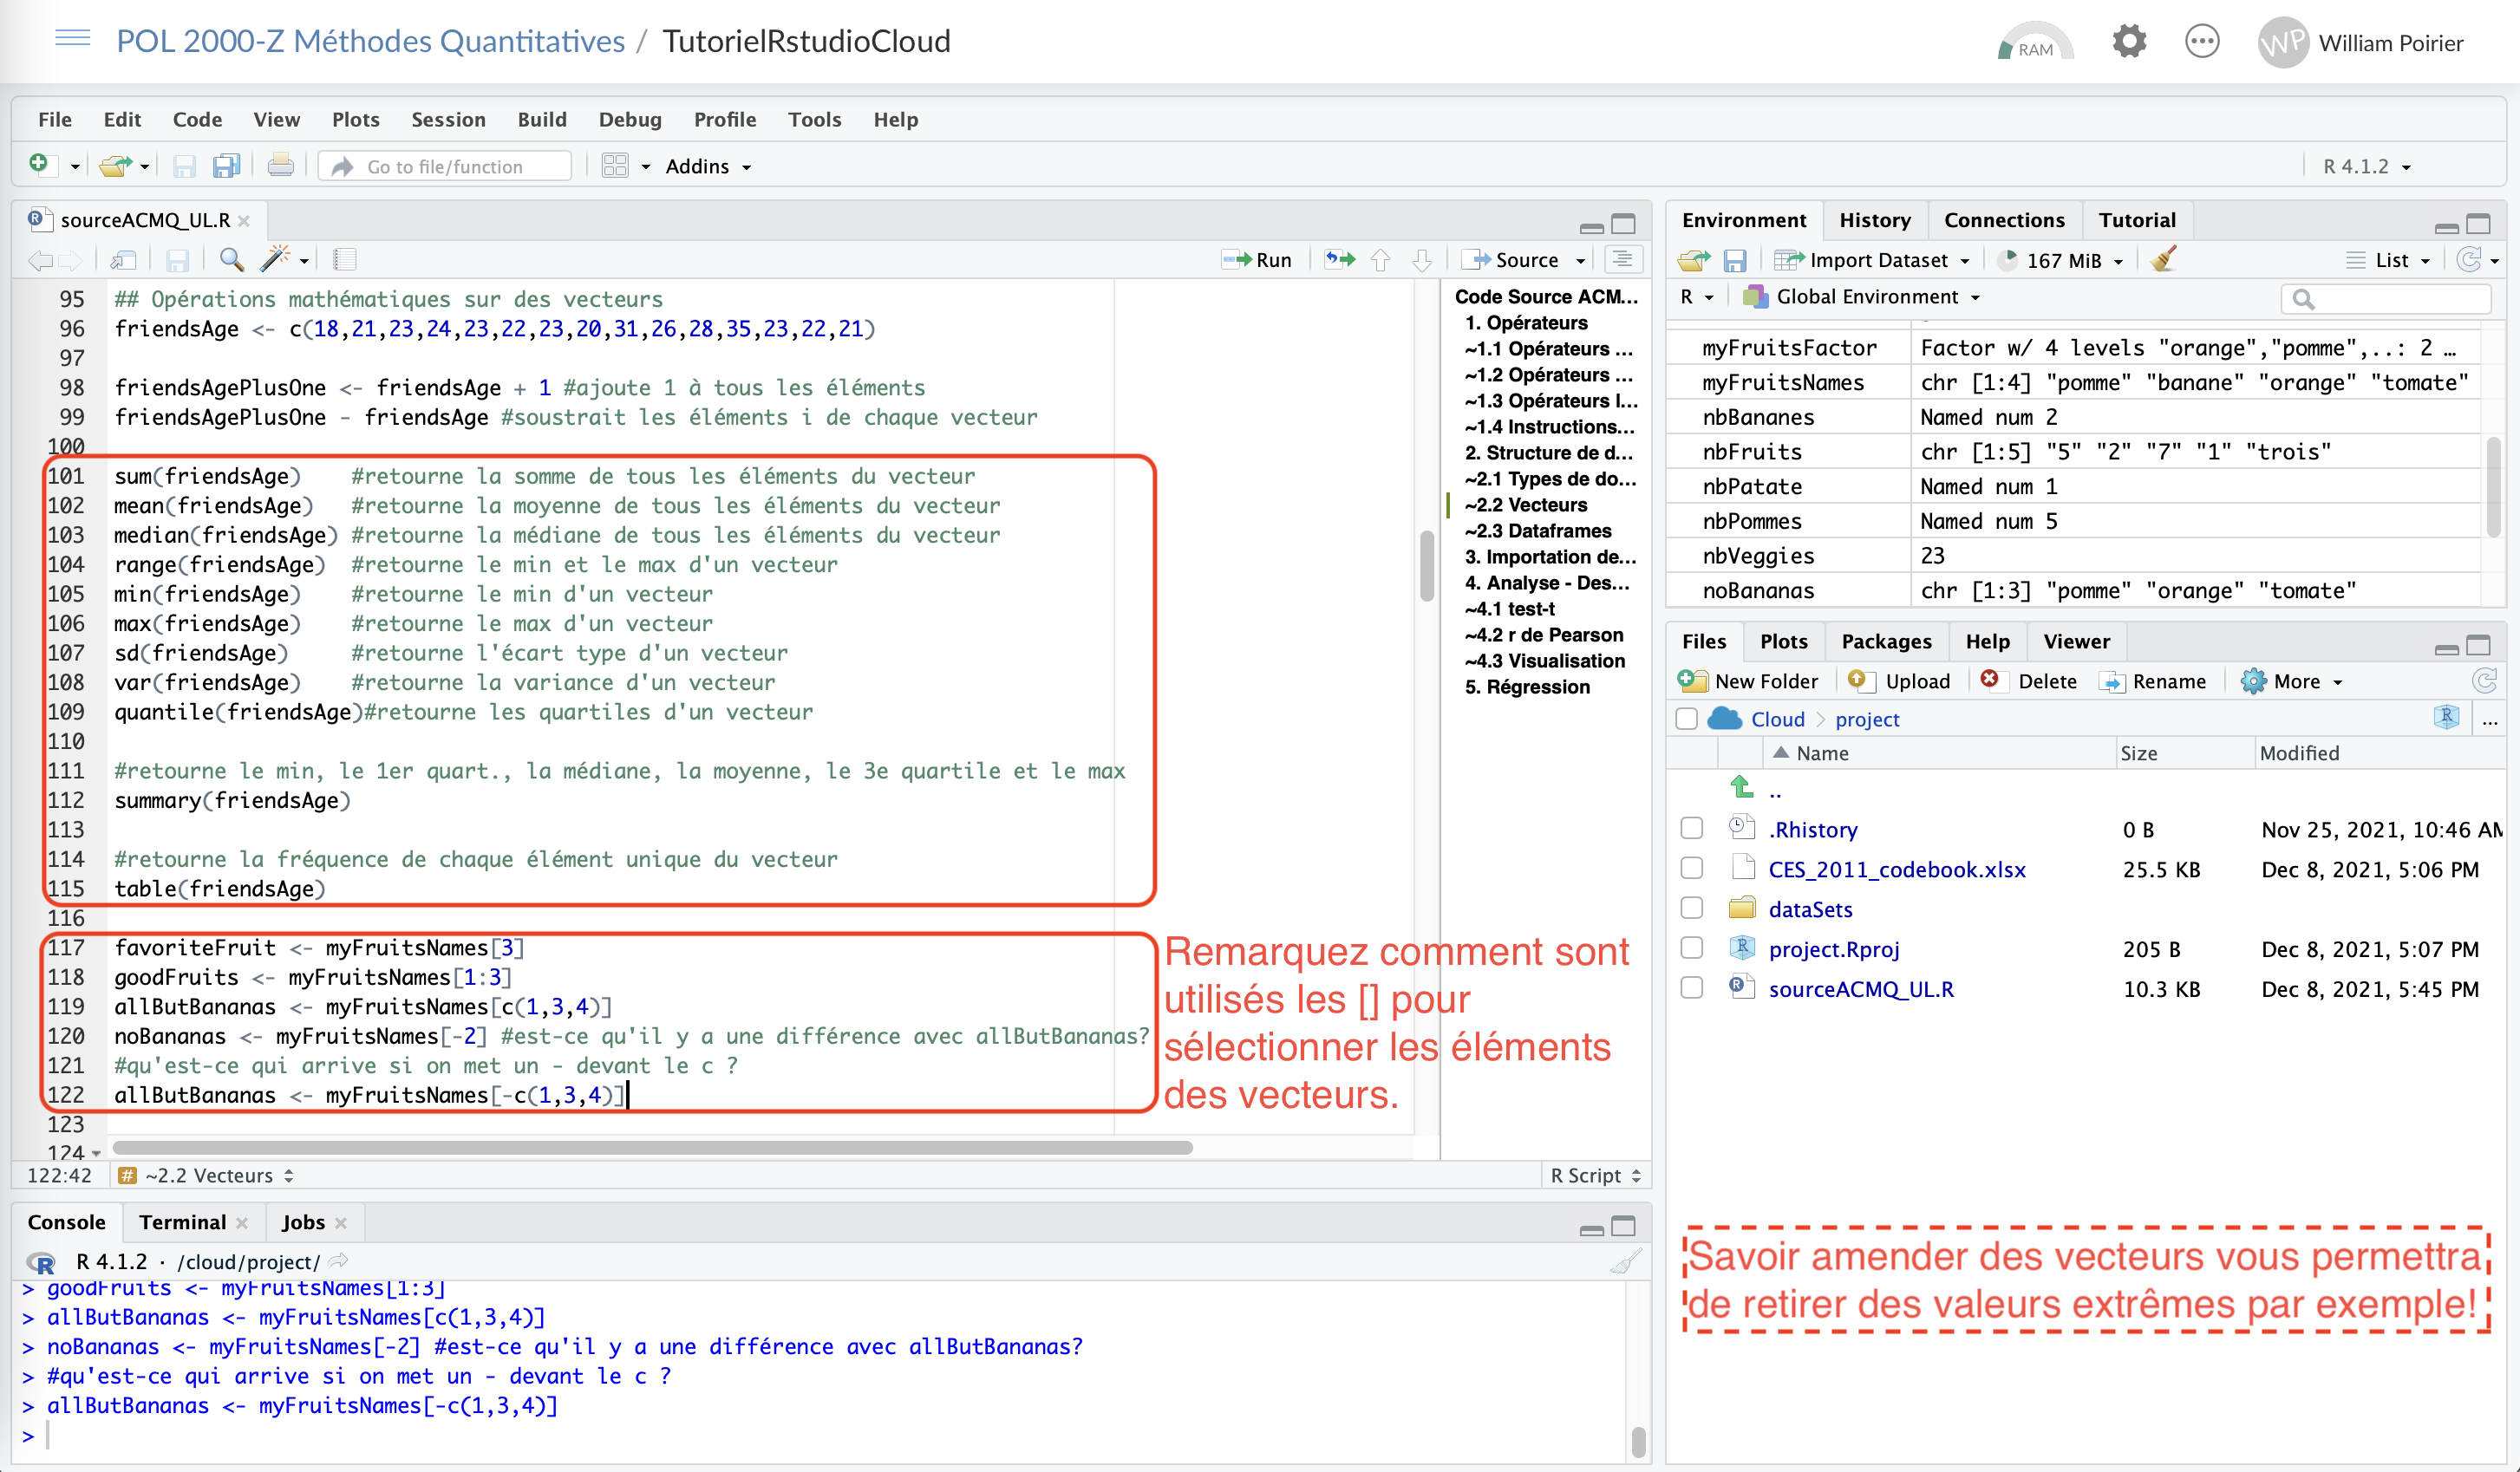 POL 2000-Z Méthodes Quantitatives / TutorielRstudioCloud
RAM
WP William Poirier
File Edit Code View Plots Session Build Debug Profile Tools Help
Go to file/function
Addins
R 4.1.2
sourceACMQ_UL.R
Run
Source
95 ## Opérations mathématiques sur des vecteurs
96 friendsAge <- c(18,21,23,24,23,22,23,20,31,26,28,35,23,22,21)
97
98 friendsAgePlusOne <- friendsAge + 1 #ajoute 1 à tous les éléments
99 friendsAgePlusOne - friendsAge #soustrait les éléments i de chaque vecteur
100
101 sum(friendsAge) #retourne la somme de tous les éléments du vecteur
102 mean(friendsAge) #retourne la moyenne de tous les éléments du vecteur
103 median(friendsAge) #retourne la médiane de tous les éléments du vecteur
104 range(friendsAge) #retourne le min et le max d'un vecteur
105 min(friendsAge) #retourne le min d'un vecteur
106 max(friendsAge) #retourne le max d'un vecteur
107 sd(friendsAge) #retourne l'écart type d'un vecteur
108 var(friendsAge) #retourne la variance d'un vecteur
109 quantile(friendsAge)#retourne les quartiles d'un vecteur
110
111 #retourne le min, le 1er quart., la médiane, la moyenne, le 3e quartile et le max
112 summary(friendsAge)
113
114 #retourne la fréquence de chaque élément unique du vecteur
115 table(friendsAge)
116
117 favoriteFruit <- myFruitsNames[3]
118 goodFruits <- myFruitsNames[1:3]
119 allButBananas <- myFruitsNames[c(1,3,4)]
120 noBananas <- myFruitsNames[-2] #est-ce qu'il y a une différence avec allButBananas?
121 #qu'est-ce qui arrive si on met un - devant le c ?
122 allButBananas <- myFruitsNames[-c(1,3,4)]
123
124
Remarquez comment sont
utilisés les [] pour
sélectionner les éléments
des vecteurs.
Code Source ACM...
1. Opérateurs
~1.1 Opérateurs ...
~1.2 Opérateurs ...
~1.3 Opérateurs l...
~1.4 Instructions...
2. Structure de d...
~2.1 Types de do...
~2.2 Vecteurs
~2.3 Dataframes
3. Importation de...
4. Analyse - Des...
~4.1 test-t
~4.2 r de Pearson
~4.3 Visualisation
5. Régression
122:42 # ~2.2 Vecteurs R Script
Console Terminal Jobs
R 4.1.2 · /cloud/project/
> goodFruits <- myFruitsNames[1:3]
> allButBananas <- myFruitsNames[c(1,3,4)]
> noBananas <- myFruitsNames[-2] #est-ce qu'il y a une différence avec allButBananas?
> #qu'est-ce qui arrive si on met un - devant le c ?
> allButBananas <- myFruitsNames[-c(1,3,4)]
>
Environment History Connections Tutorial
Import Dataset 167 MiB List
R Global Environment
myFruitsFactor Factor w/ 4 levels "orange","pomme",..: 2 …
myFruitsNames chr [1:4] "pomme" "banane" "orange" "tomate"
nbBananes Named num 2
nbFruits chr [1:5] "5" "2" "7" "1" "trois"
nbPatate Named num 1
nbPommes Named num 5
nbVeggies 23
noBananas chr [1:3] "pomme" "orange" "tomate"
Files Plots Packages Help Viewer
New Folder Upload Delete Rename More
Cloud > project R ...
Name Size Modified
..
.Rhistory 0 B Nov 25, 2021, 10:46 AM
CES_2011_codebook.xlsx 25.5 KB Dec 8, 2021, 5:06 PM
dataSets
project.Rproj 205 B Dec 8, 2021, 5:07 PM
sourceACMQ_UL.R 10.3 KB Dec 8, 2021, 5:45 PM
Savoir amender des vecteurs vous permettra
de retirer des valeurs extrêmes par exemple!